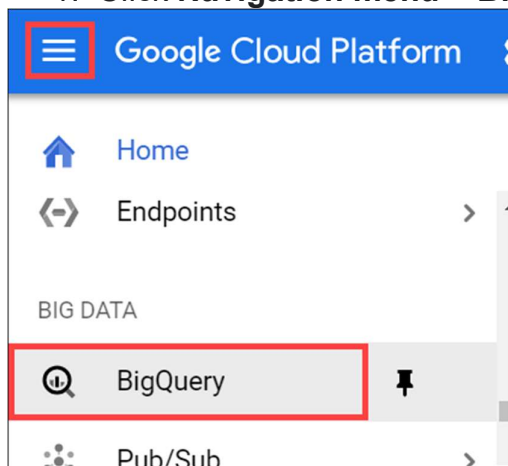 Google Cloud Platform
Home
Endpoints
BIG DATA
BigQuery
Pub/Sub